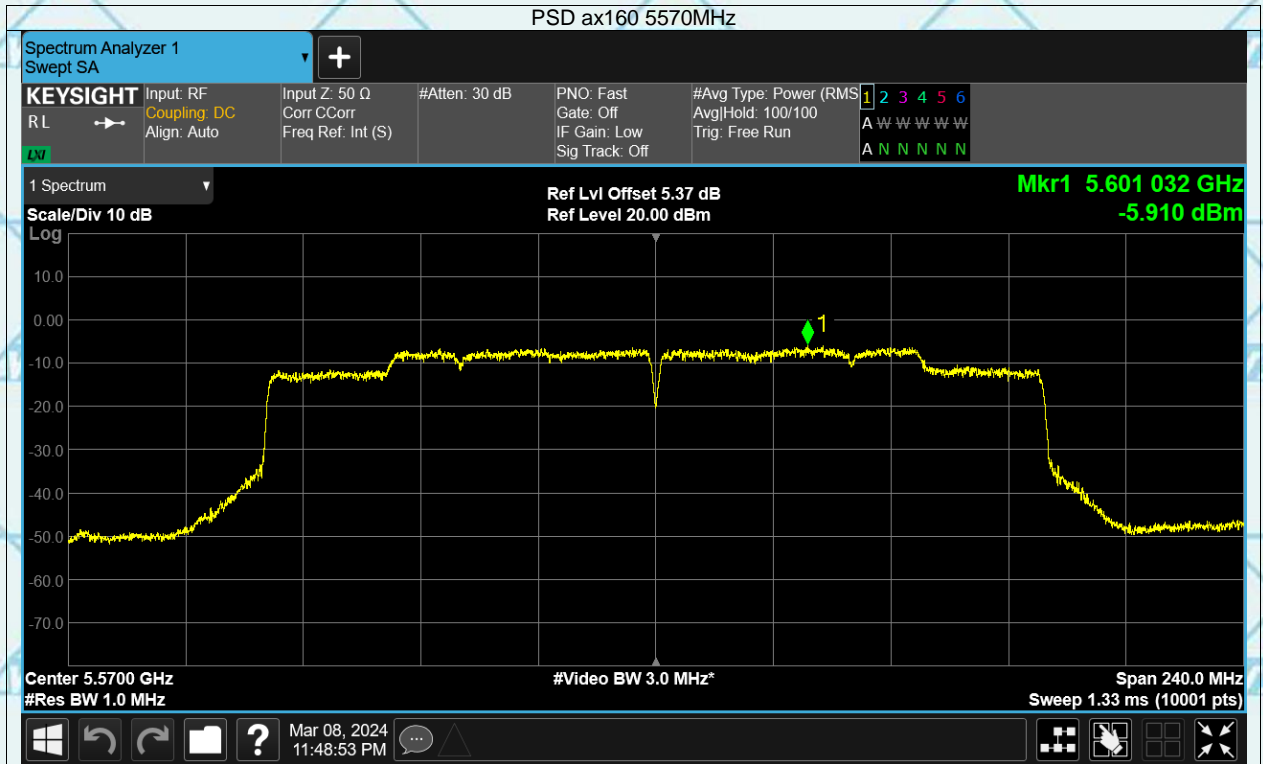 PSD ax160 5570MHz
Spectrum Analyzer 1
Swept SA
KEYSIGHT
R L
LXI
Input: RF
Coupling: DC
Align: Auto
Input Z: 50 Ω
Corr CCorr
Freq Ref: Int (S)
#Atten: 30 dB
PNO: Fast
Gate: Off
IF Gain: Low
Sig Track: Off
#Avg Type: Power (RMS
Avg|Hold: 100/100
Trig: Free Run
1 2 3 4 5 6
A W W W W W
A N N N N N
1 Spectrum
Scale/Div 10 dB
Log
Ref Lvl Offset 5.37 dB
Ref Level 20.00 dBm
Mkr1 5.601 032 GHz
-5.910 dBm
10.0
0.00
-10.0
-20.0
-30.0
-40.0
-50.0
-60.0
-70.0
1
Center 5.5700 GHz
#Res BW 1.0 MHz
#Video BW 3.0 MHz*
Span 240.0 MHz
Sweep 1.33 ms (10001 pts)
?
Mar 08, 2024
11:48:53 PM